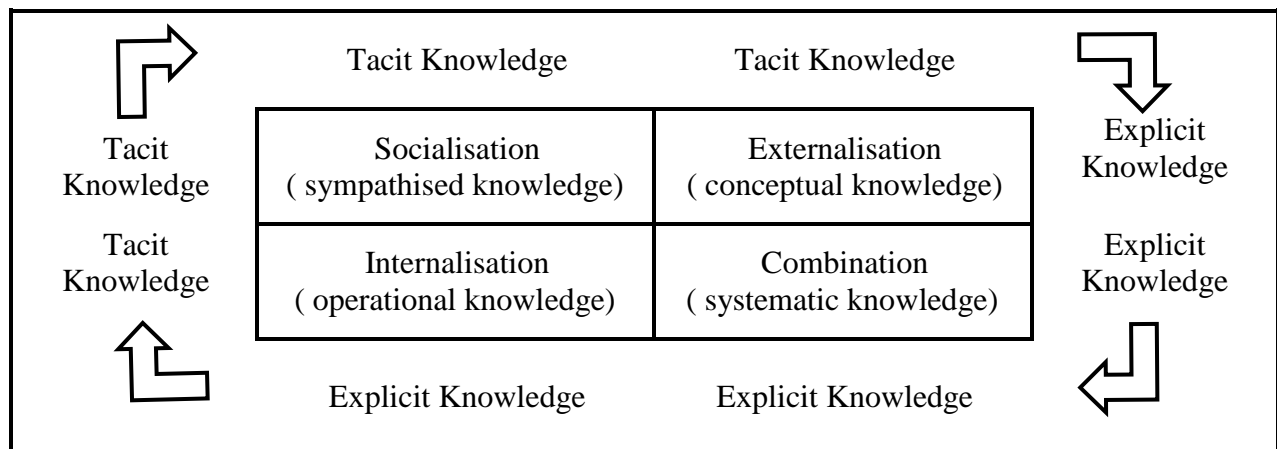 Tacit Knowledge Tacit Knowledge
Tacit
Knowledge
Socialisation
( sympathised knowledge)
Externalisation
( conceptual knowledge)
Explicit
Knowledge
Tacit
Knowledge
Internalisation
( operational knowledge)
Combination
( systematic knowledge)
Explicit
Knowledge
Explicit Knowledge Explicit Knowledge